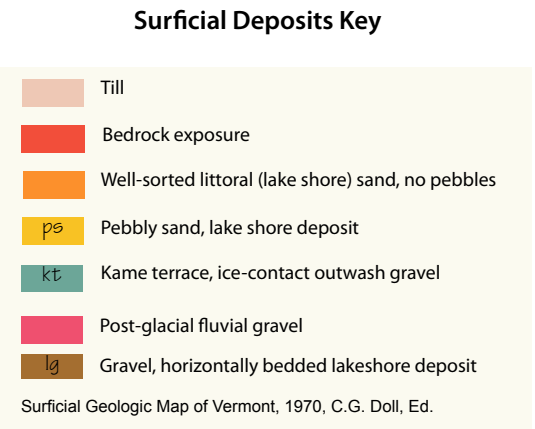 Surficial Deposits Key
Till
Bedrock exposure
Well-sorted littoral (lake shore) sand, no pebbles
ps Pebbly sand, lake shore deposit
kt Kame terrace, ice-contact outwash gravel
Post-glacial fluvial gravel
lg Gravel, horizontally bedded lakeshore deposit
Surficial Geologic Map of Vermont, 1970, C.G. Doll, Ed.